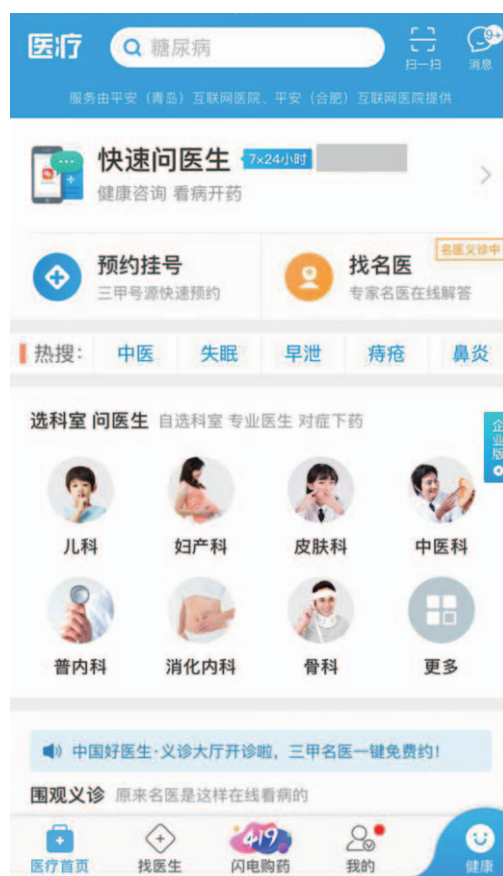 医疗
糖尿病
扫一扫
消息
9+
服务由平安（青岛）互联网医院、平安（合肥）互联网医院提供
快速问医生 7×24小时
健康咨询 看病开药
预约挂号
三甲号源快速预约
名医义诊中
找名医
专家名医在线解答
热搜： 中医 失眠 早泄 痔疮 鼻炎
选科室 问医生 自选科室 专业医生 对症下药
企业版
儿科 妇产科 皮肤科 中医科
普内科 消化内科 骨科 更多
中国好医生·义诊大厅开诊啦，三甲名医一键免费约！
围观义诊 原来名医是这样在线看病的
419
医疗首页 找医生 闪电购药 我的 健康